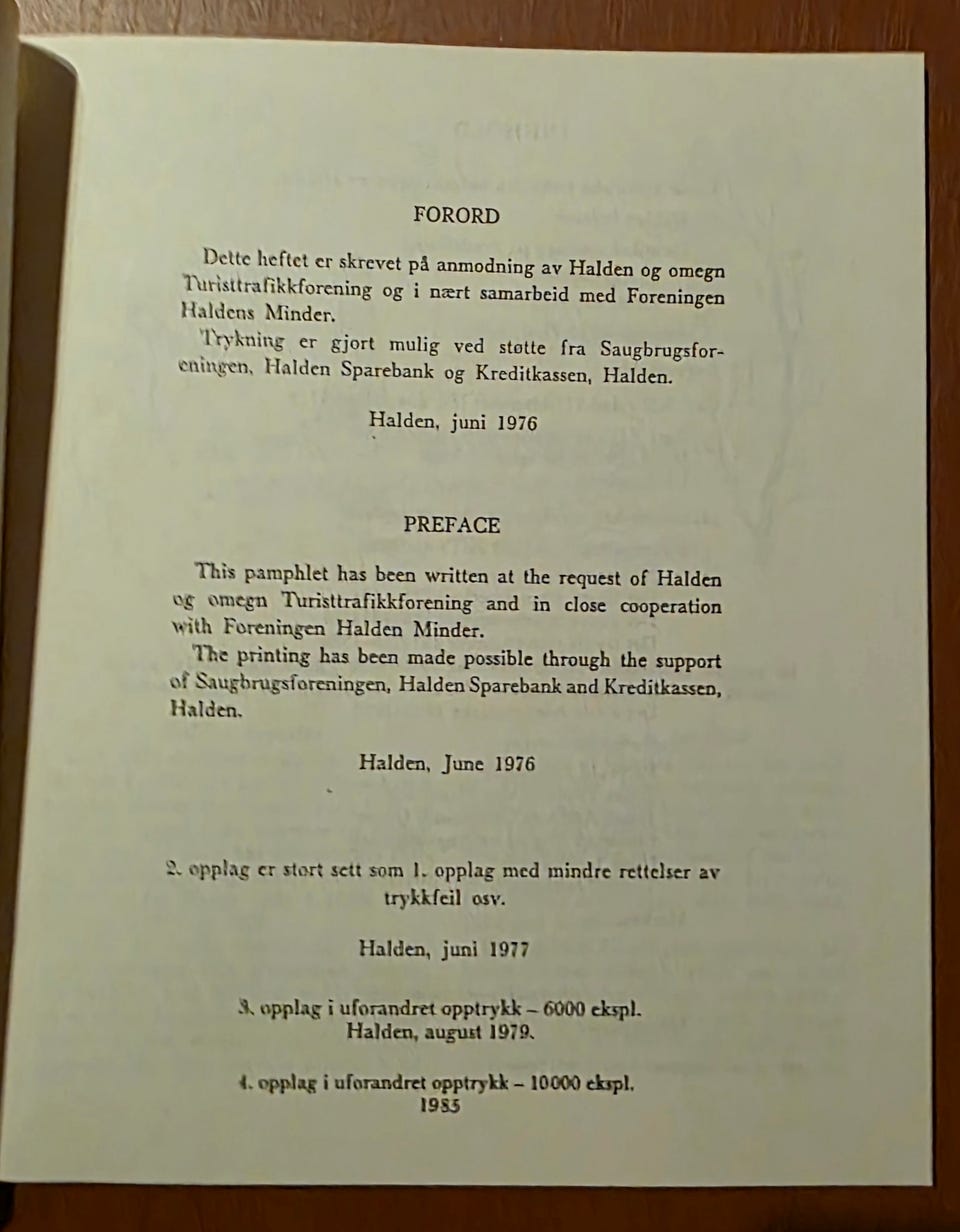 FORORD
Dette heftet er skrevet på anmodning av Halden og omegn
Turisttrafikkforening og i nært samarbeid med Foreningen
Haldens Minder.
Trykning er gjort mulig ved støtte fra Saugbrugsfor-
eningen, Halden Sparebank og Kreditkassen, Halden.
Halden, juni 1976
PREFACE
This pamphlet has been written at the request of Halden
og omegn Turisttrafikkforening and in close cooperation
with Foreningen Halden Minder.
The printing has been made possible through the support
of Saugbrugsforeningen, Halden Sparebank and Kreditkassen,
Halden.
Halden, June 1976
2. opplag er stort sett som 1. opplag med mindre rettelser av
trykkfeil osv.
Halden, juni 1977
3. opplag i uforandret opptrykk – 6000 ekspl.
Halden, august 1979.
4. opplag i uforandret opptrykk – 10000 ekspl.